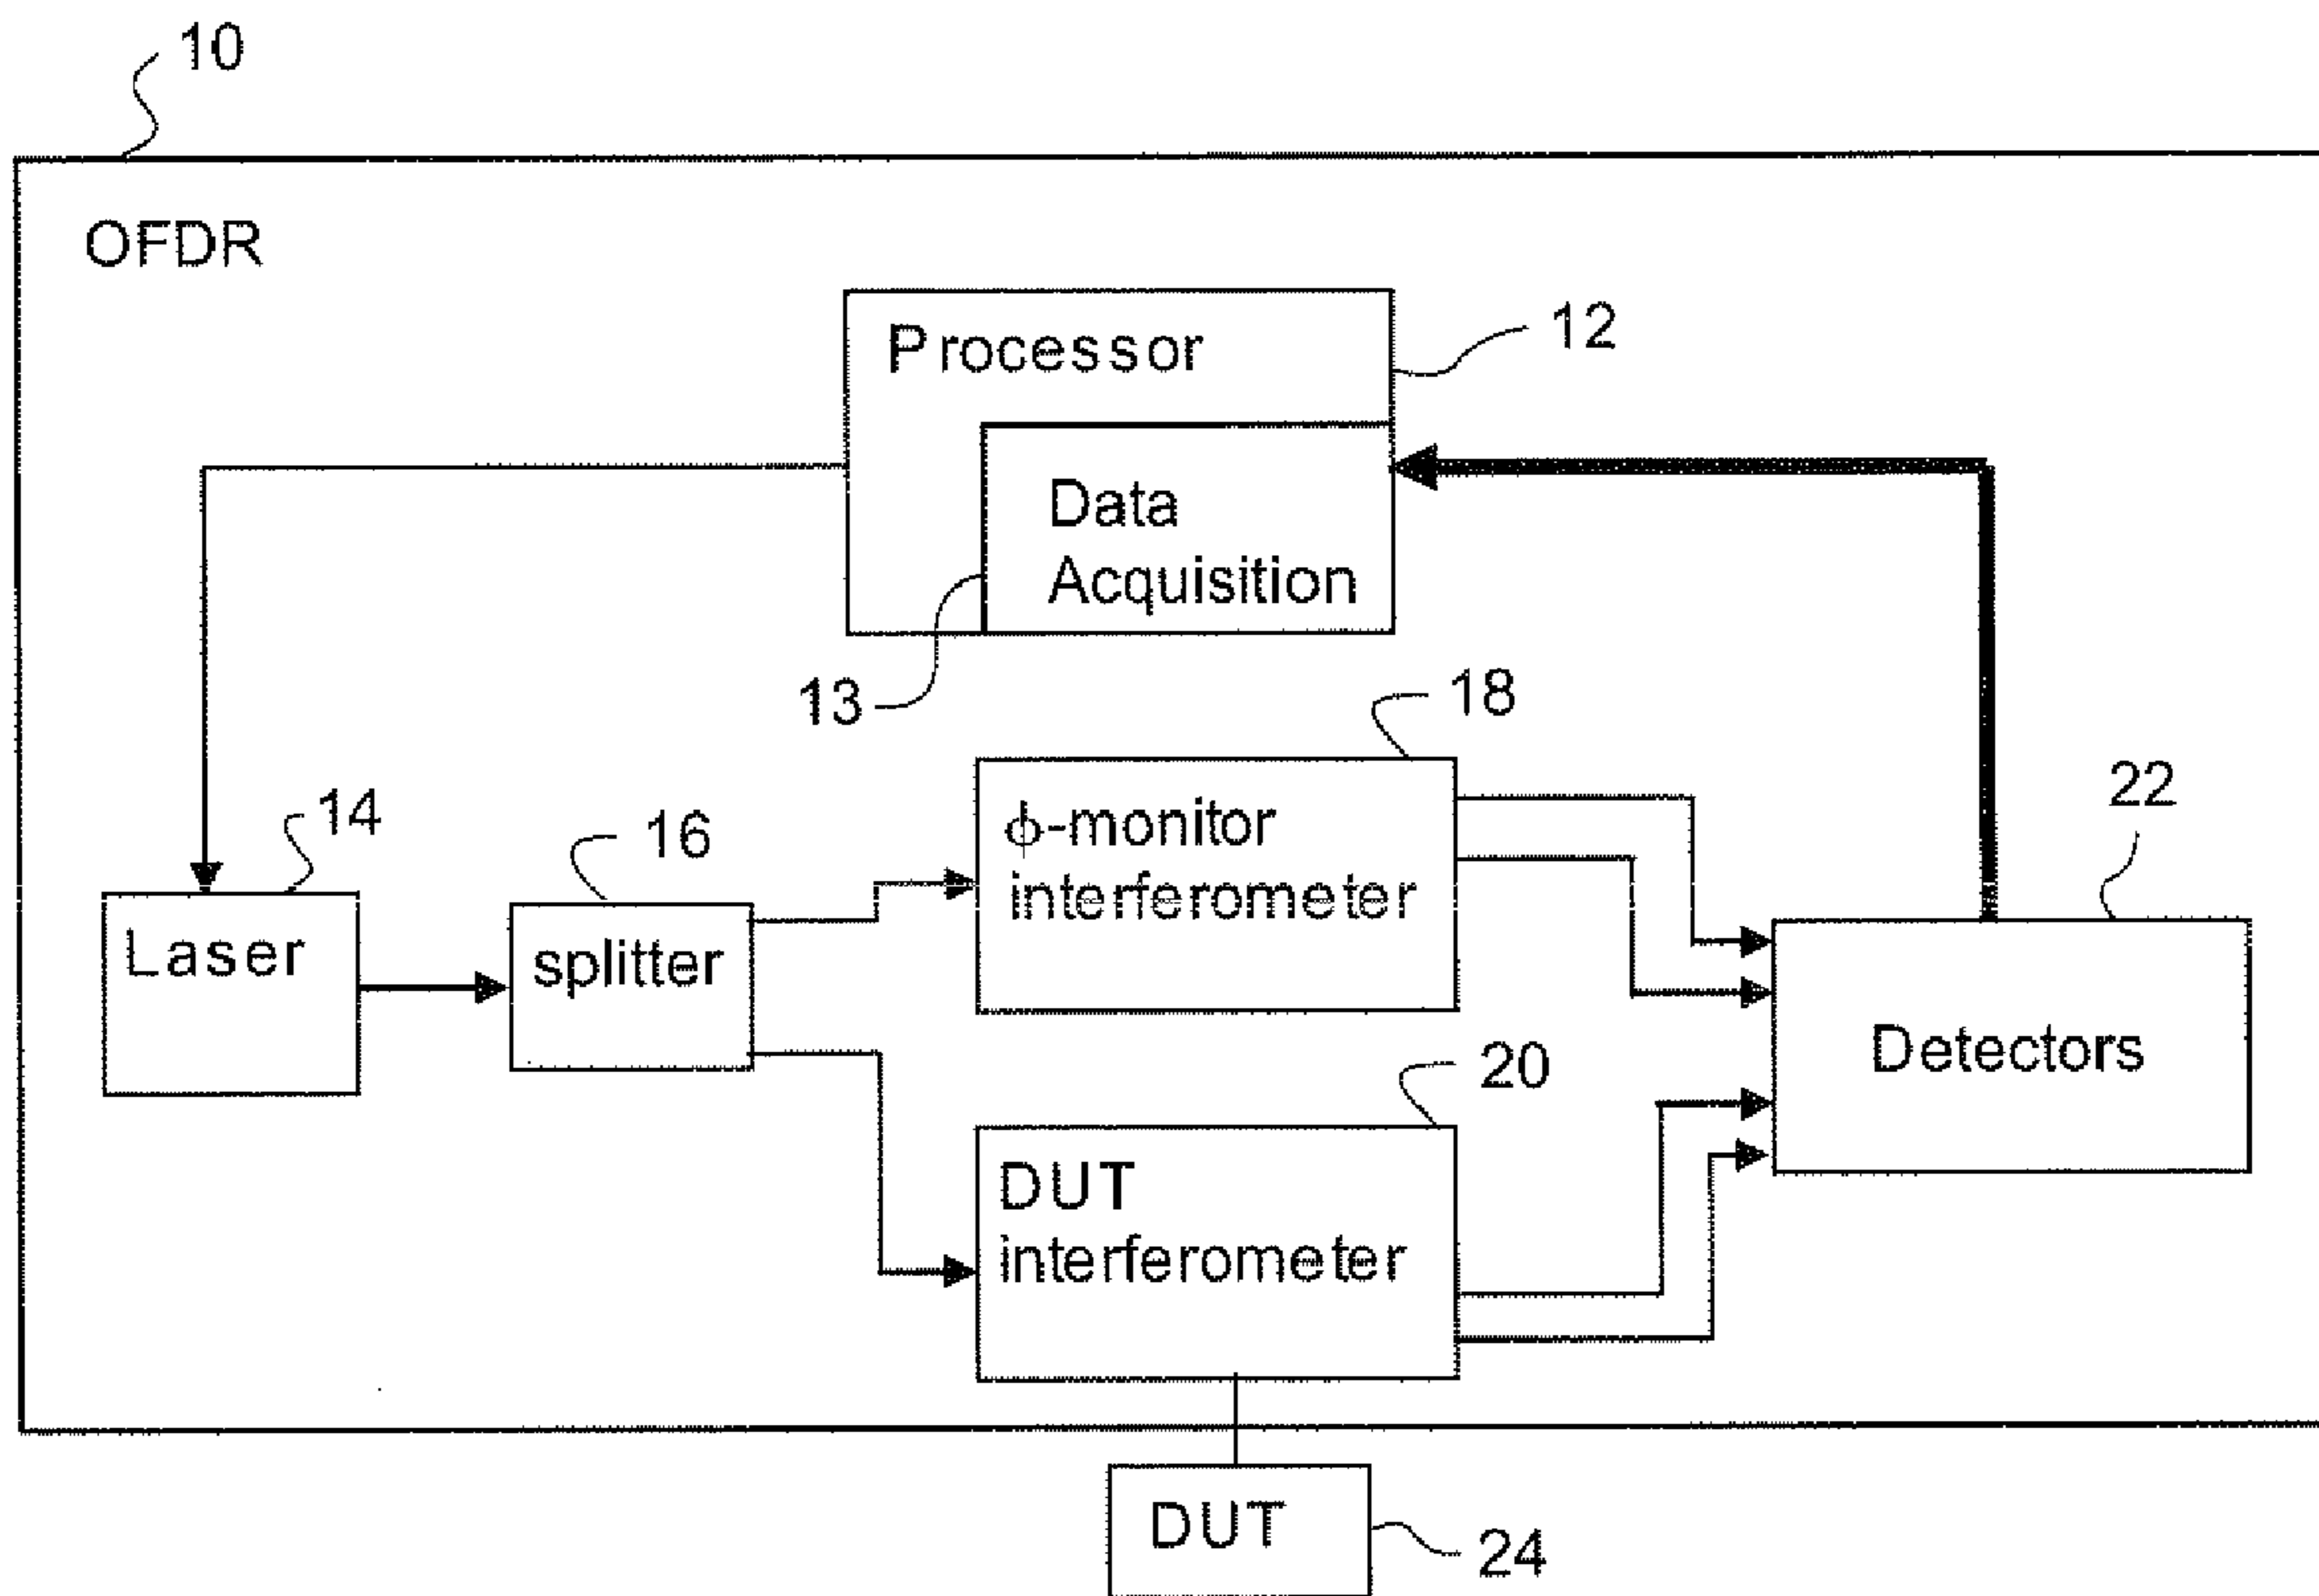 10
OFDR
Processor
12
Data
Acquisition
13
18
14
16
ϕ-monitor
interferometer
22
Laser
splitter
Detectors
20
DUT
interferometer
DUT
24